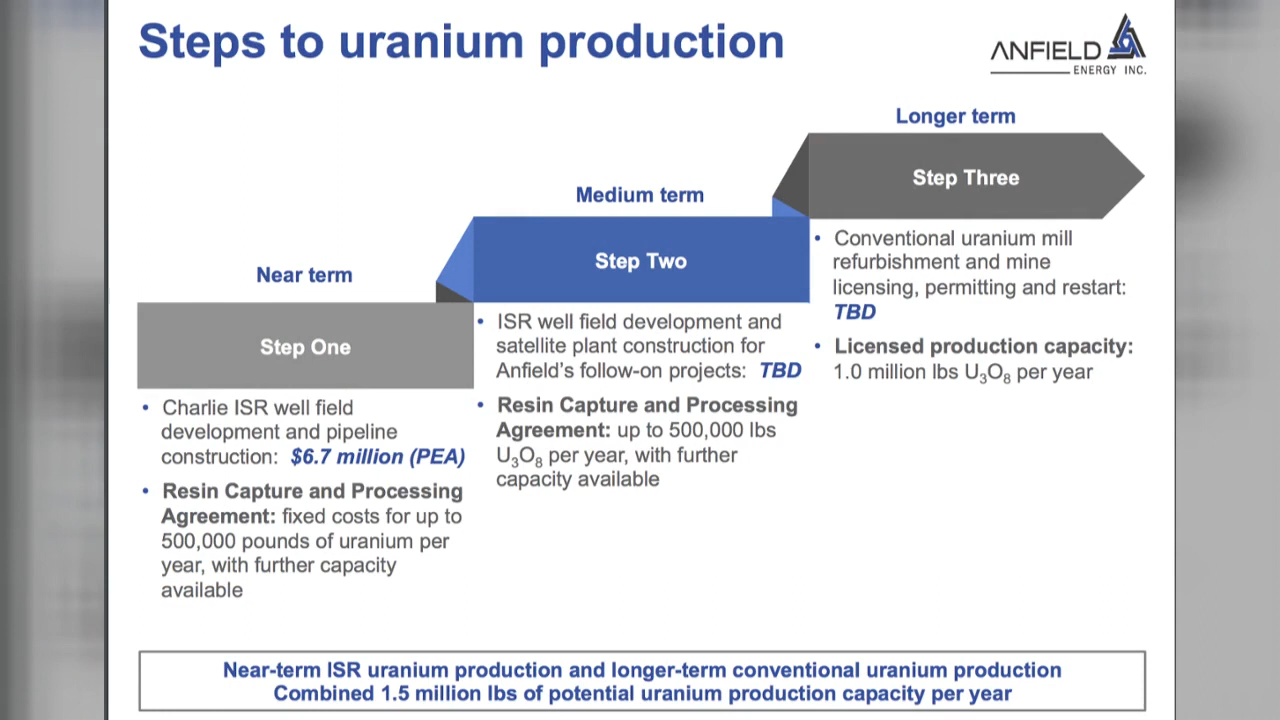 Steps to uranium production
ANFIELD
ENERGY INC.
Near term
Step One
• Charlie ISR well field
development and pipeline
construction: $6.7 million (PEA)
• Resin Capture and Processing
Agreement: fixed costs for up to
500,000 pounds of uranium per
year, with further capacity
available
Medium term
Step Two
• ISR well field development and
satellite plant construction for
Anfield’s follow-on projects: TBD
• Resin Capture and Processing
Agreement: up to 500,000 lbs
U₃O₈ per year, with further
capacity available
Longer term
Step Three
• Conventional uranium mill
refurbishment and mine
licensing, permitting and restart:
TBD
• Licensed production capacity:
1.0 million lbs U₃O₈ per year
Near-term ISR uranium production and longer-term conventional uranium production
Combined 1.5 million lbs of potential uranium production capacity per year